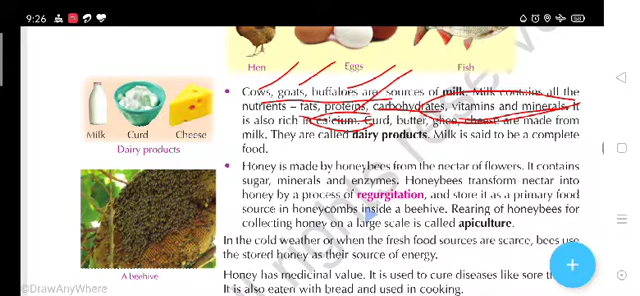 9:26
Hen Eggs Fish
• Cows, goats, buffaloes are sources of milk. Milk contains all the
nutrients – fats, proteins, carbohydrates, vitamins and minerals. It
is also rich in calcium. Curd, butter, ghee, cheese are made from
milk. They are called dairy products. Milk is said to be a complete
food.
Milk Curd Cheese
Dairy products
• Honey is made by honeybees from the nectar of flowers. It contains
sugar, minerals and enzymes. Honeybees transform nectar into
honey by a process of regurgitation, and store it as a primary food
source in honeycombs inside a beehive. Rearing of honeybees for
collecting honey on a large scale is called apiculture.
A beehive
In the cold weather or when the fresh food sources are scarce, bees use
the stored honey as their source of energy.
Honey has medicinal value. It is used to cure diseases like sore
It is also eaten with bread and used in cooking.
©DrawAnyWhere